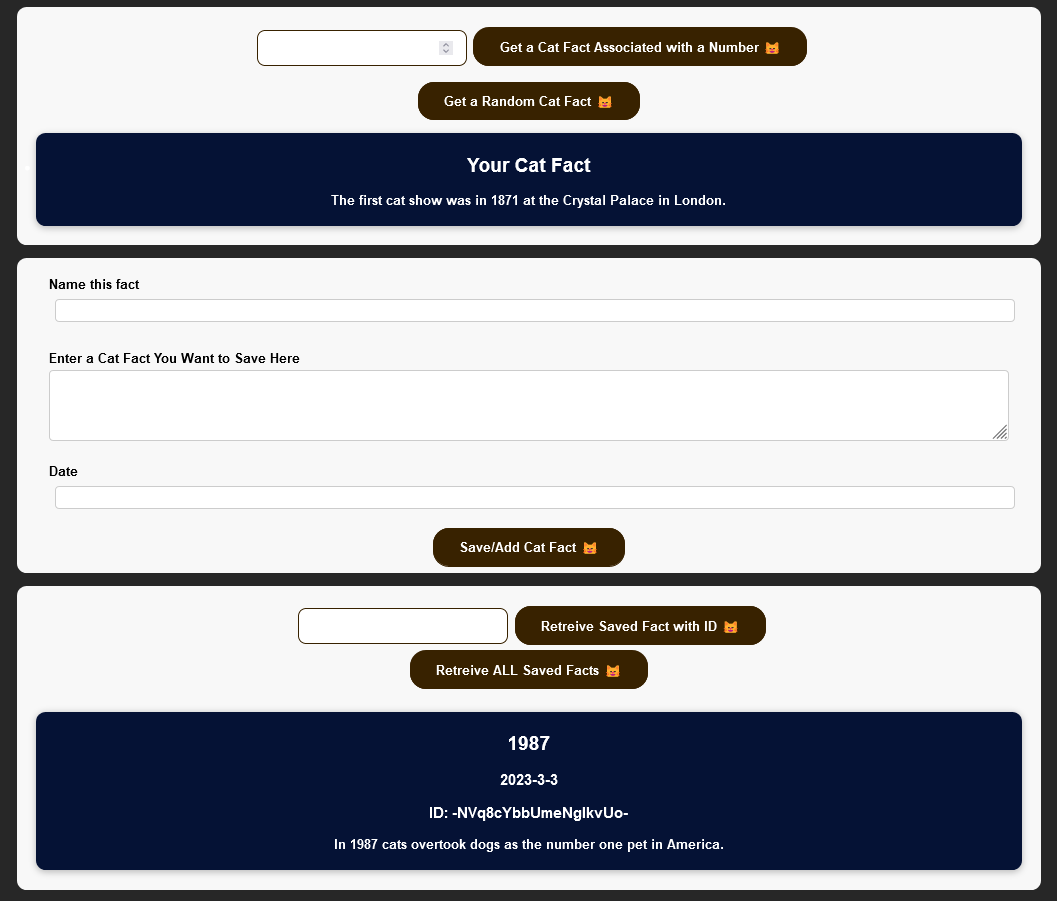 Get a Cat Fact Associated with a Number 😼
Get a Random Cat Fact 😼
Your Cat Fact
The first cat show was in 1871 at the Crystal Palace in London.
Name this fact
Enter a Cat Fact You Want to Save Here
Date
Save/Add Cat Fact 😼
Retreive Saved Fact with ID 😼
Retreive ALL Saved Facts 😼
1987
2023-3-3
ID: -NVq8cYbbUmeNgIkvUo-
In 1987 cats overtook dogs as the number one pet in America.